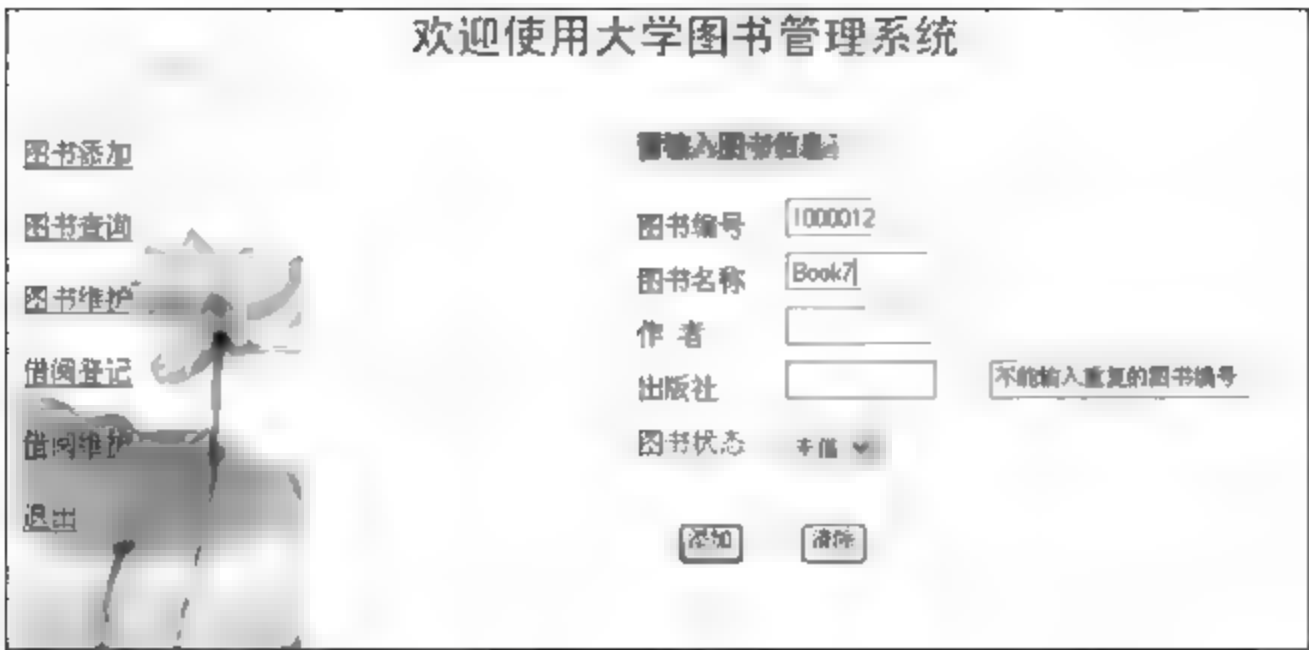 欢迎使用大学图书管理系统
图书添加
图书查询
图书维护
借阅登记
借阅维护
退出
请输入图书信息:
图书编号 1000012
图书名称 Book7
作 者
出版社
不能输入重复的图书编号
图书状态 未借
添加 清除